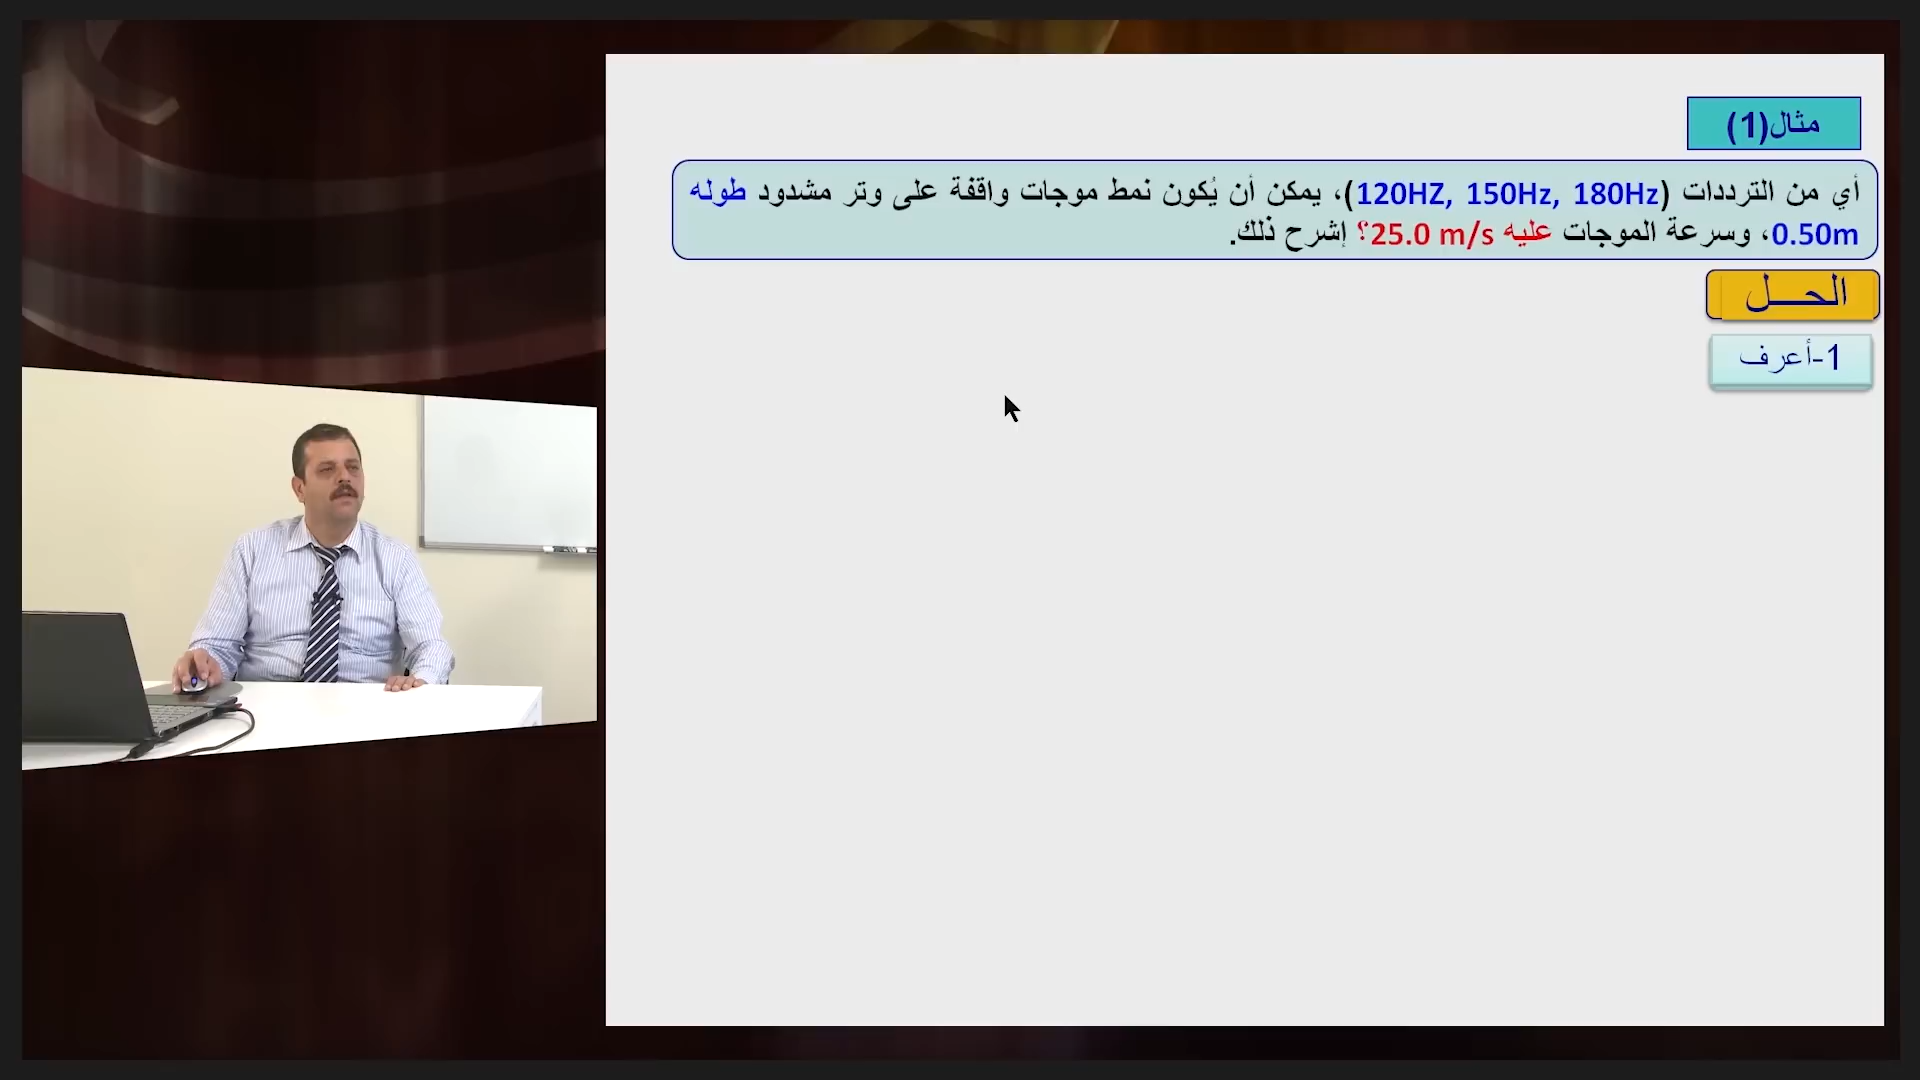 مثال(1)
أي من الترددات (120HZ, 150Hz, 180Hz)، يمكن أن يُكون نمط موجات واقفة على وتر مشدود طوله
0.50m، وسرعة الموجات عليه 25.0 m/s؟ إشرح ذلك.
الحـــل
1-أعرف